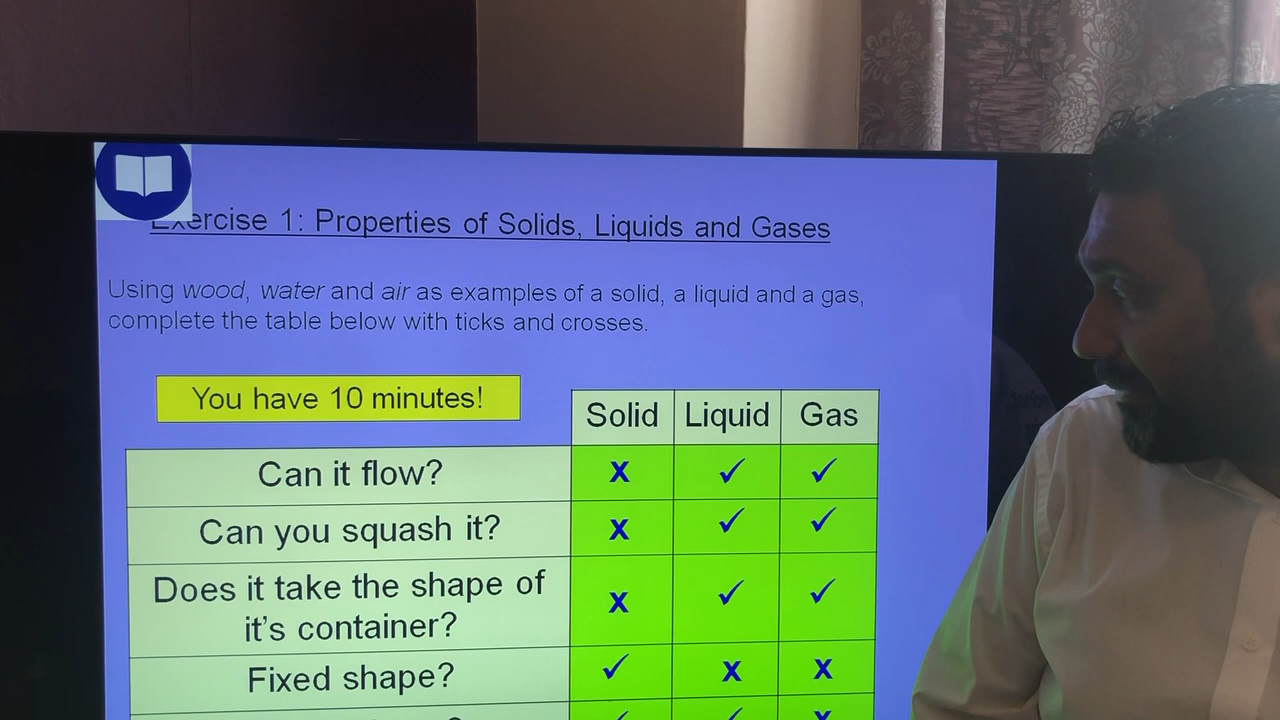 Exercise 1: Properties of Solids, Liquids and Gases
Using wood, water and air as examples of a solid, a liquid and a gas,
complete the table below with ticks and crosses.
You have 10 minutes!
Solid Liquid Gas
Can it flow? x ✓ ✓
Can you squash it? x ✓ ✓
Does it take the shape of
it's container? x ✓ ✓
Fixed shape? ✓ x x